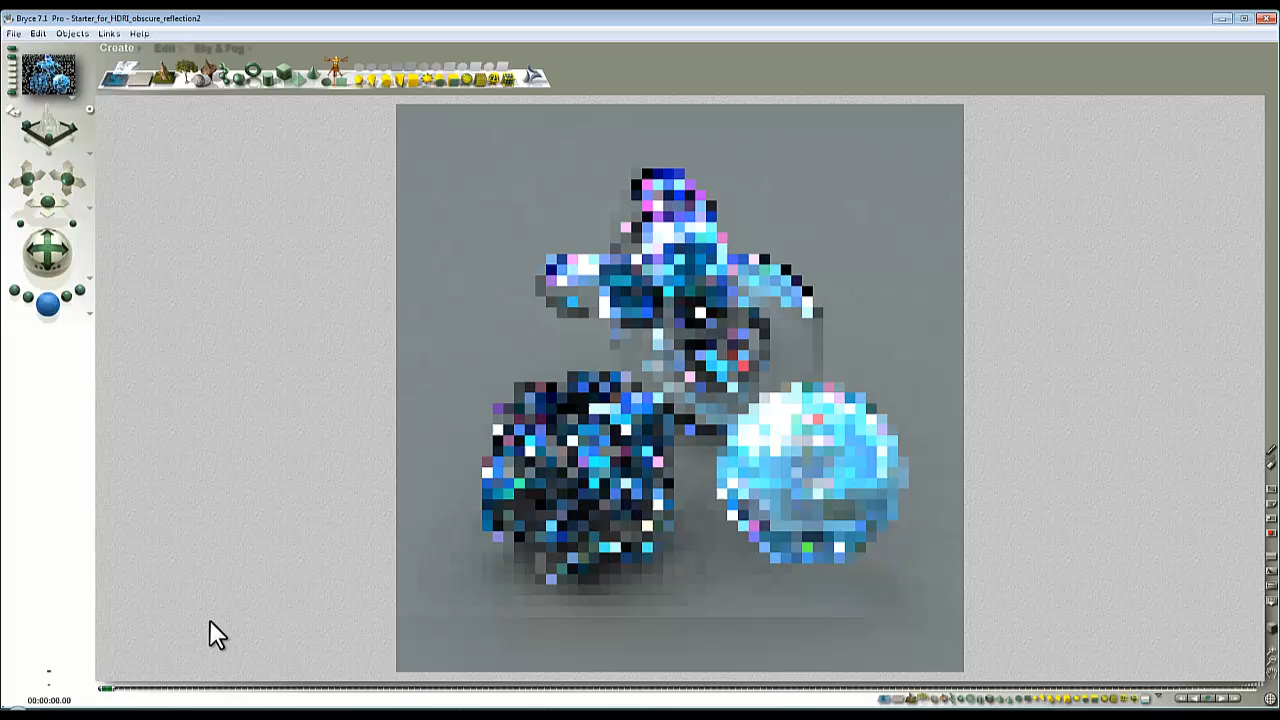 Bryce 7.1 Pro - Starter_for_HDRI_obscure_reflection2
File Edit Objects Links Help
Create Edit Sky & Fog
00:00:00.00